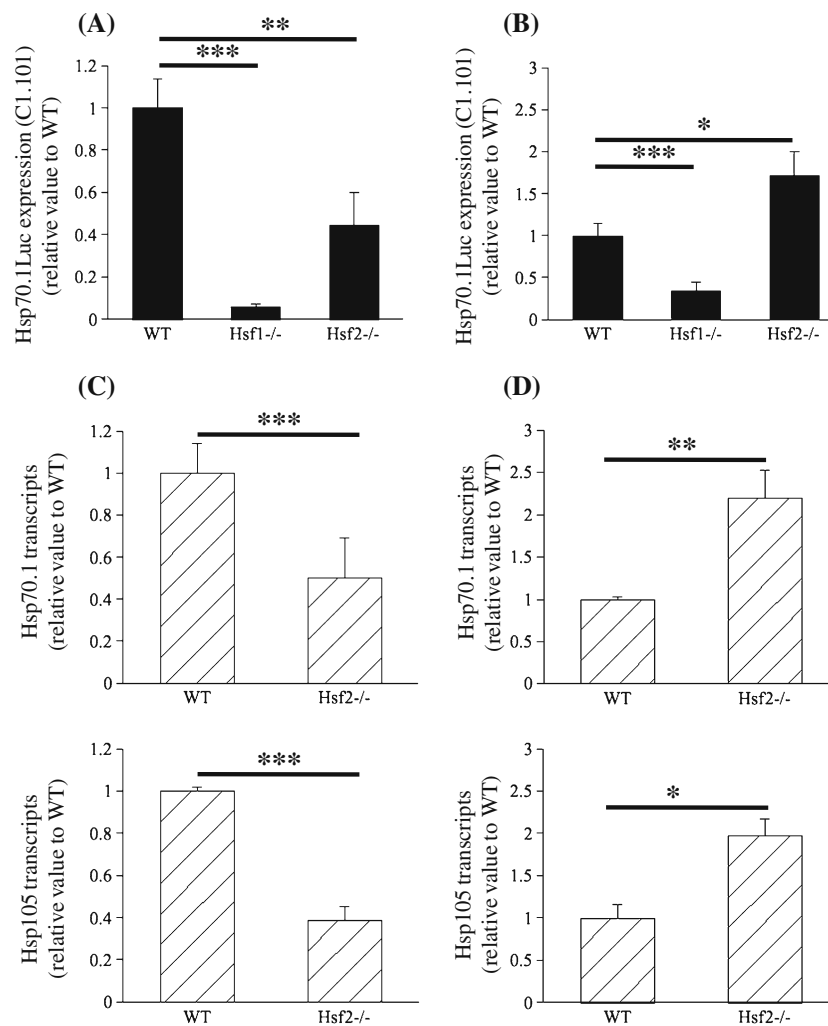 (A)
Hsp70.1Luc expression (C1.101)
(relative value to WT)
1.2
1
0.8
0.6
0.4
0.2
0
**
***
WT Hsf1-/- Hsf2-/-
(B)
Hsp70.1Luc expression (C1.101)
(relative value to WT)
3
2.5
2
1.5
1
0.5
0
*
***
WT Hsf1-/- Hsf2-/-
(C)
Hsp70.1 transcripts
(relative value to WT)
1.2
1
0.8
0.6
0.4
0.2
0
***
WT Hsf2-/-
(D)
Hsp70.1 transcripts
(relative value to WT)
3
2.5
2
1.5
1
0.5
0
**
WT Hsf2-/-
Hsp105 transcripts
(relative value to WT)
1.2
1
0.8
0.6
0.4
0.2
0
***
WT Hsf2-/-
Hsp105 transcripts
(relative value to WT)
3
2.5
2
1.5
1
0.5
0
*
WT Hsf2-/-